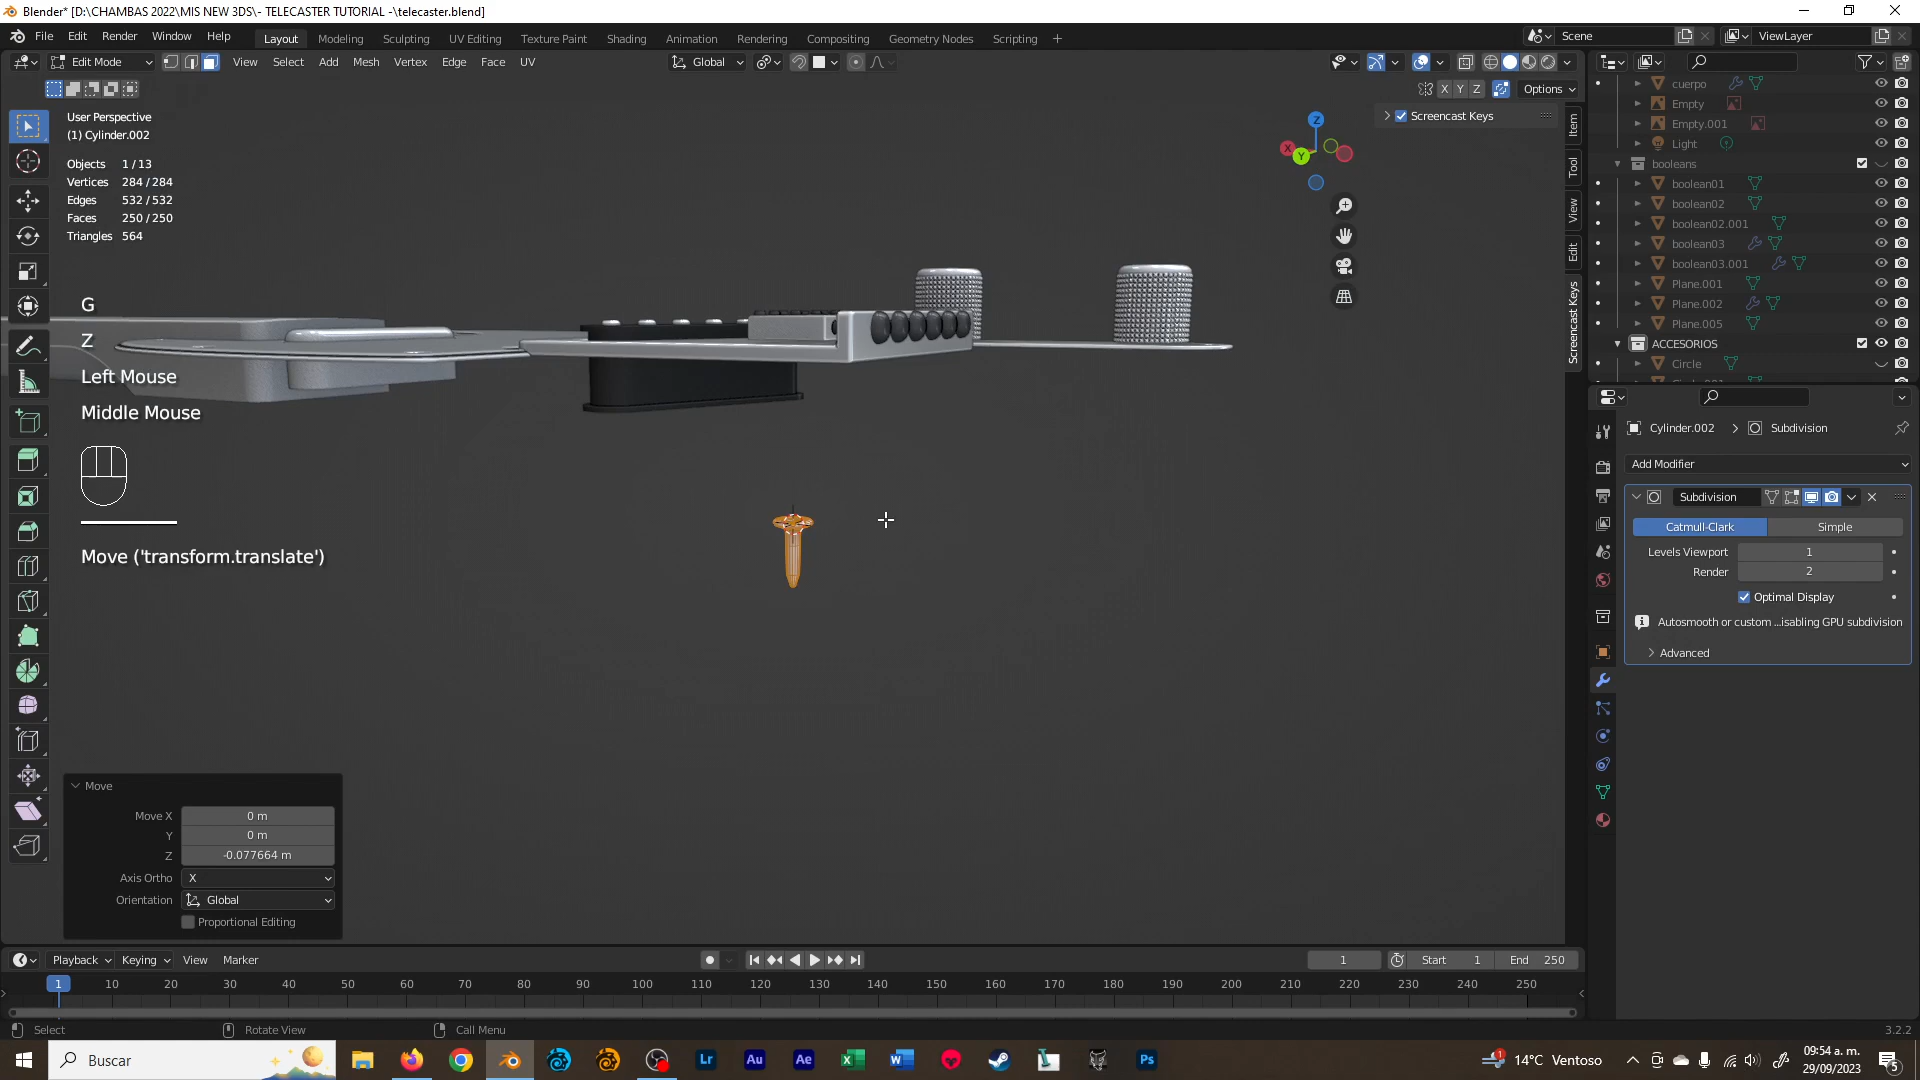 Blender* [D:\CHAMBAS 2022\MIS NEW 3DS\- TELECASTER TUTORIAL -\telecaster.blend]
File Edit Render Window Help Layout Modeling Sculpting UV Editing Texture Paint Shading Animation Rendering Compositing Geometry Nodes Scripting + Scene ViewLayer
Edit Mode View Select Add Mesh Vertex Edge Face UV Global
X Y Z Options
User Perspective
(1) Cylinder.002
Objects 1 / 13
Vertices 284 / 284
Edges 532 / 532
Faces 250 / 250
Triangles 564
G
Z
Left Mouse
Middle Mouse
Move ('transform.translate')
Z
X
Y
Screencast Keys
Item
Tool
View
Edit
Screencast Keys
cuerpo
Empty
Empty.001
Light
booleans
boolean01
boolean02
boolean02.001
boolean03
boolean03.001
Plane.001
Plane.002
Plane.005
ACCESORIOS
Circle
Cylinder.002 > Subdivision
Add Modifier
Subdivision
Catmull-Clark Simple
Levels Viewport 1
Render 2
Optimal Display
Autosmooth or custom ...isabling GPU subdivision
Advanced
Move
Move X 0 m
Y 0 m
Z -0.077664 m
Axis Ortho X
Orientation Global
Proportional Editing
Playback Keying View Marker 1 Start 1 End 250
1 10 20 30 40 50 60 70 80 90 100 110 120 130 140 150 160 170 180 190 200 210 220 230 240 250
Select Rotate View Call Menu 3.2.2
Buscar Lr Au Ae Ps 1 14°C Ventoso 09:54 a. m.
29/09/2023 5